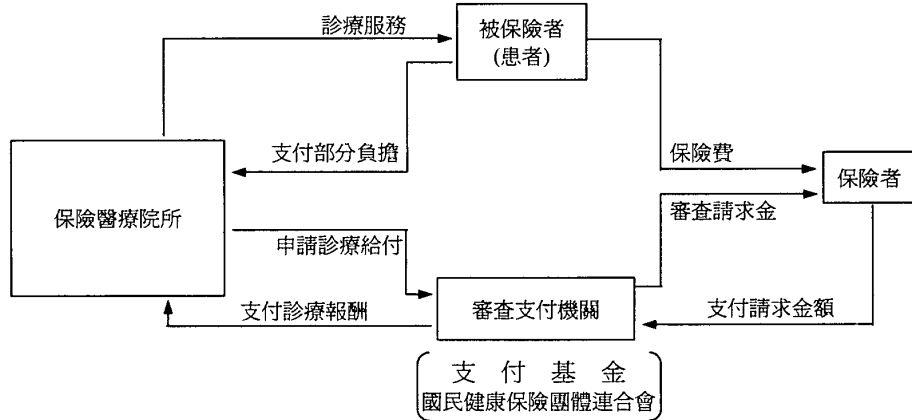 診療服務
被保險者
(患者)
支付部分負擔
保險費
保險者
保險醫療院所
審查請求金
申請診療給付
支付診療報酬
審查支付機關
支付請求金額
支付基金
國民健康保險團體連合會